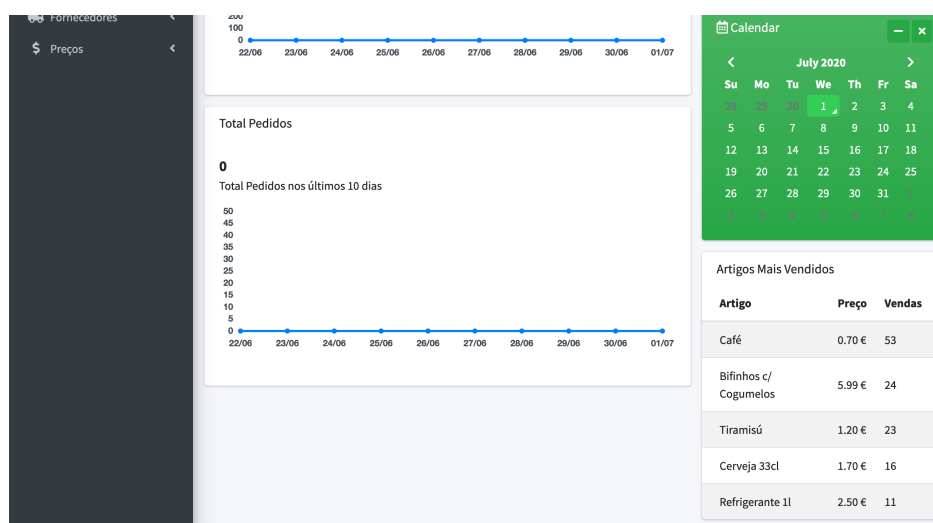 Fornecedores
Preços
200
100
0
22/06 23/06 24/06 25/06 26/06 27/06 28/06 29/06 30/06 01/07
Total Pedidos
0
Total Pedidos nos últimos 10 dias
50
45
40
35
30
25
20
15
10
5
0
22/06 23/06 24/06 25/06 26/06 27/06 28/06 29/06 30/06 01/07
Calendar
July 2020
Su Mo Tu We Th Fr Sa
28 29 30 1 2 3 4
5 6 7 8 9 10 11
12 13 14 15 16 17 18
19 20 21 22 23 24 25
26 27 28 29 30 31 1
2 3 4 5 6 7 8
Artigos Mais Vendidos
Artigo Preço Vendas
Café 0.70 € 53
Bifinhos c/
Cogumelos 5.99 € 24
Tiramisú 1.20 € 23
Cerveja 33cl 1.70 € 16
Refrigerante 1l 2.50 € 11